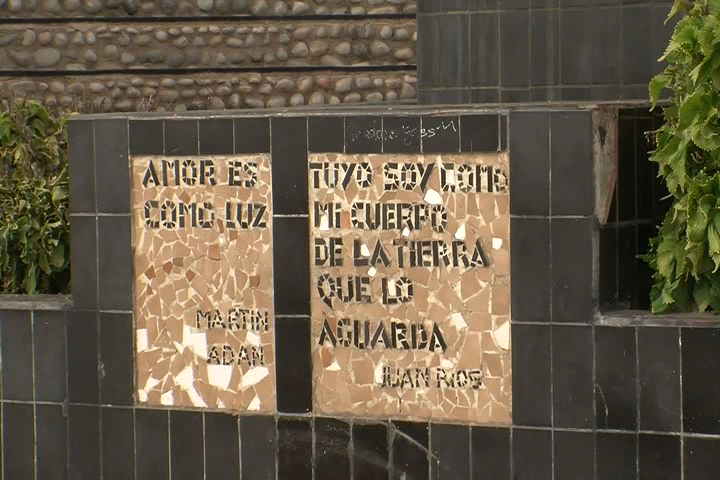 AMOR ES
COMO LUZ
MARTIN
ADAN
TUYO SOY COMO
MI CUERPO
DE LA TIERRA
QUE LO
AGUARDA
JUAN RIOS